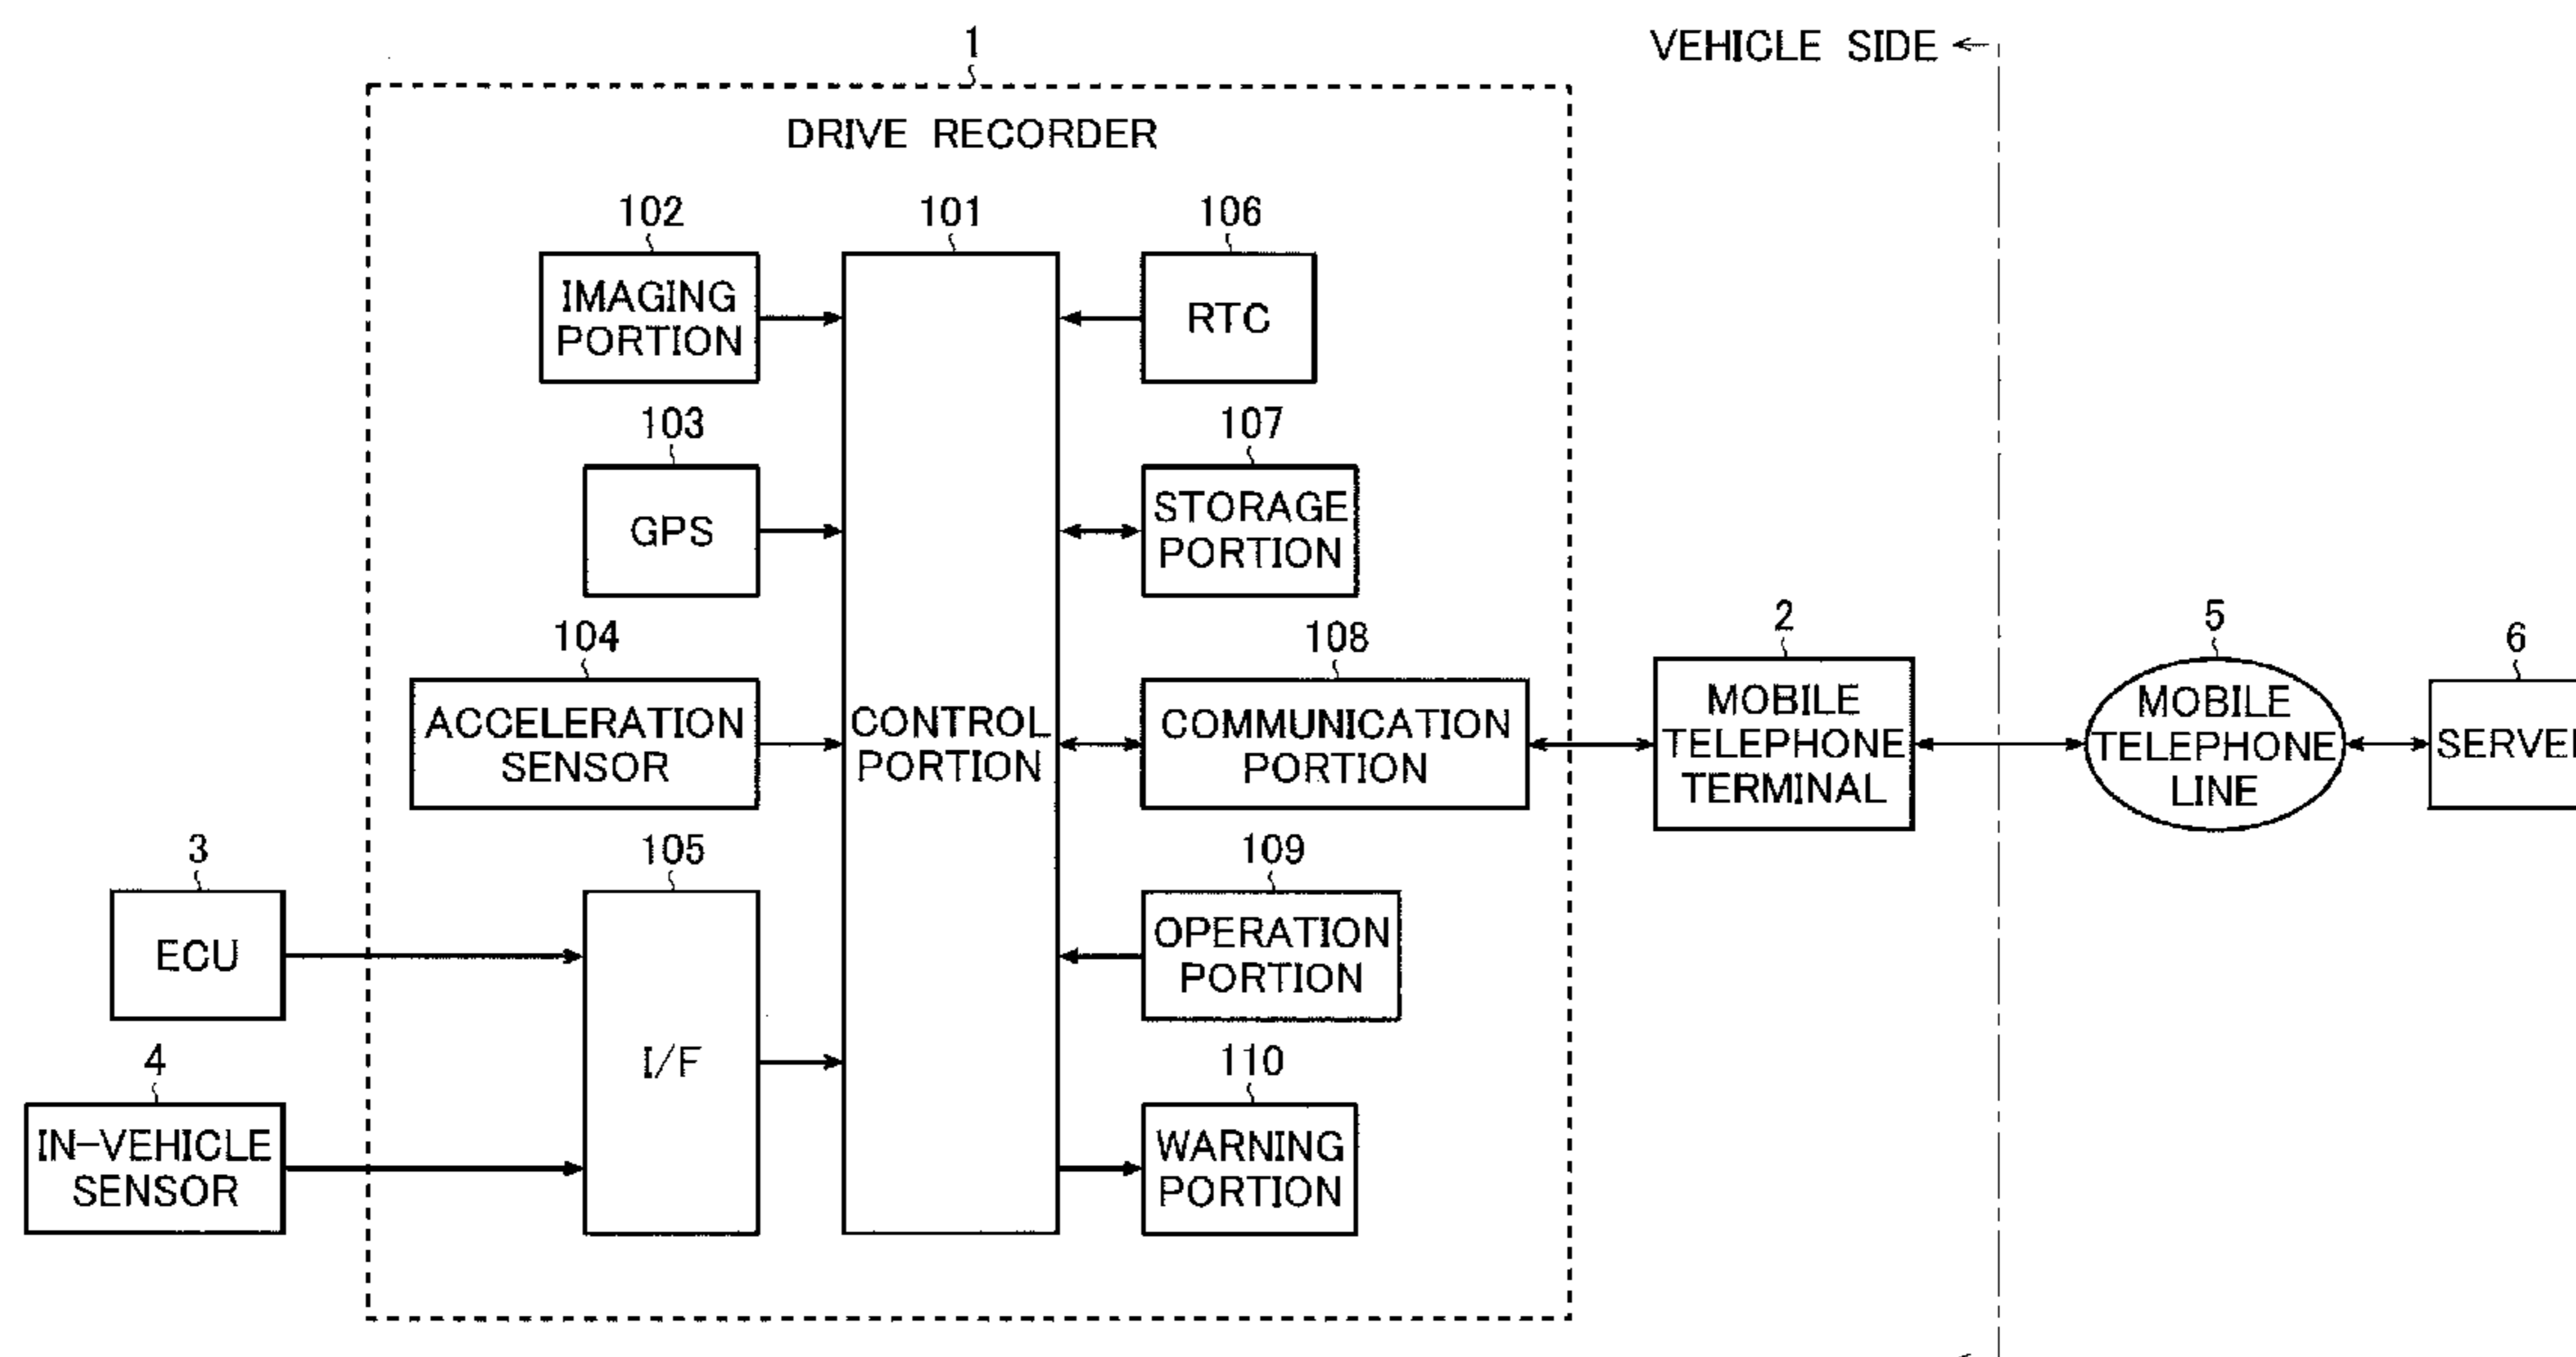 1
VEHICLE SIDE
DRIVE RECORDER
102
101
106
IMAGING
PORTION
RTC
103
107
GPS
STORAGE
PORTION
104
108
2
5
6
ACCELERATION
SENSOR
CONTROL
PORTION
COMMUNICATION
PORTION
MOBILE
TELEPHONE
TERMINAL
MOBILE
TELEPHONE
LINE
3
105
109
ECU
I/F
OPERATION
PORTION
4
110
IN-VEHICLE
SENSOR
WARNING
PORTION